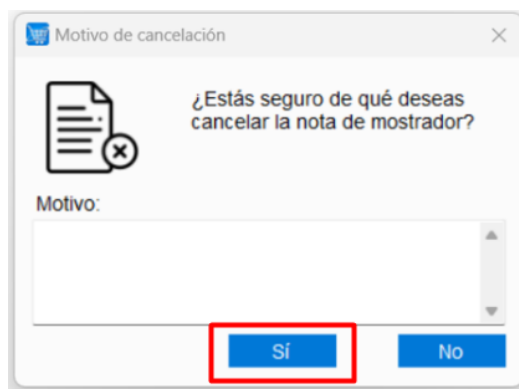 Motivo de cancelación
¿Estás seguro de qué deseas
cancelar la nota de mostrador?
Motivo:
Sí
No